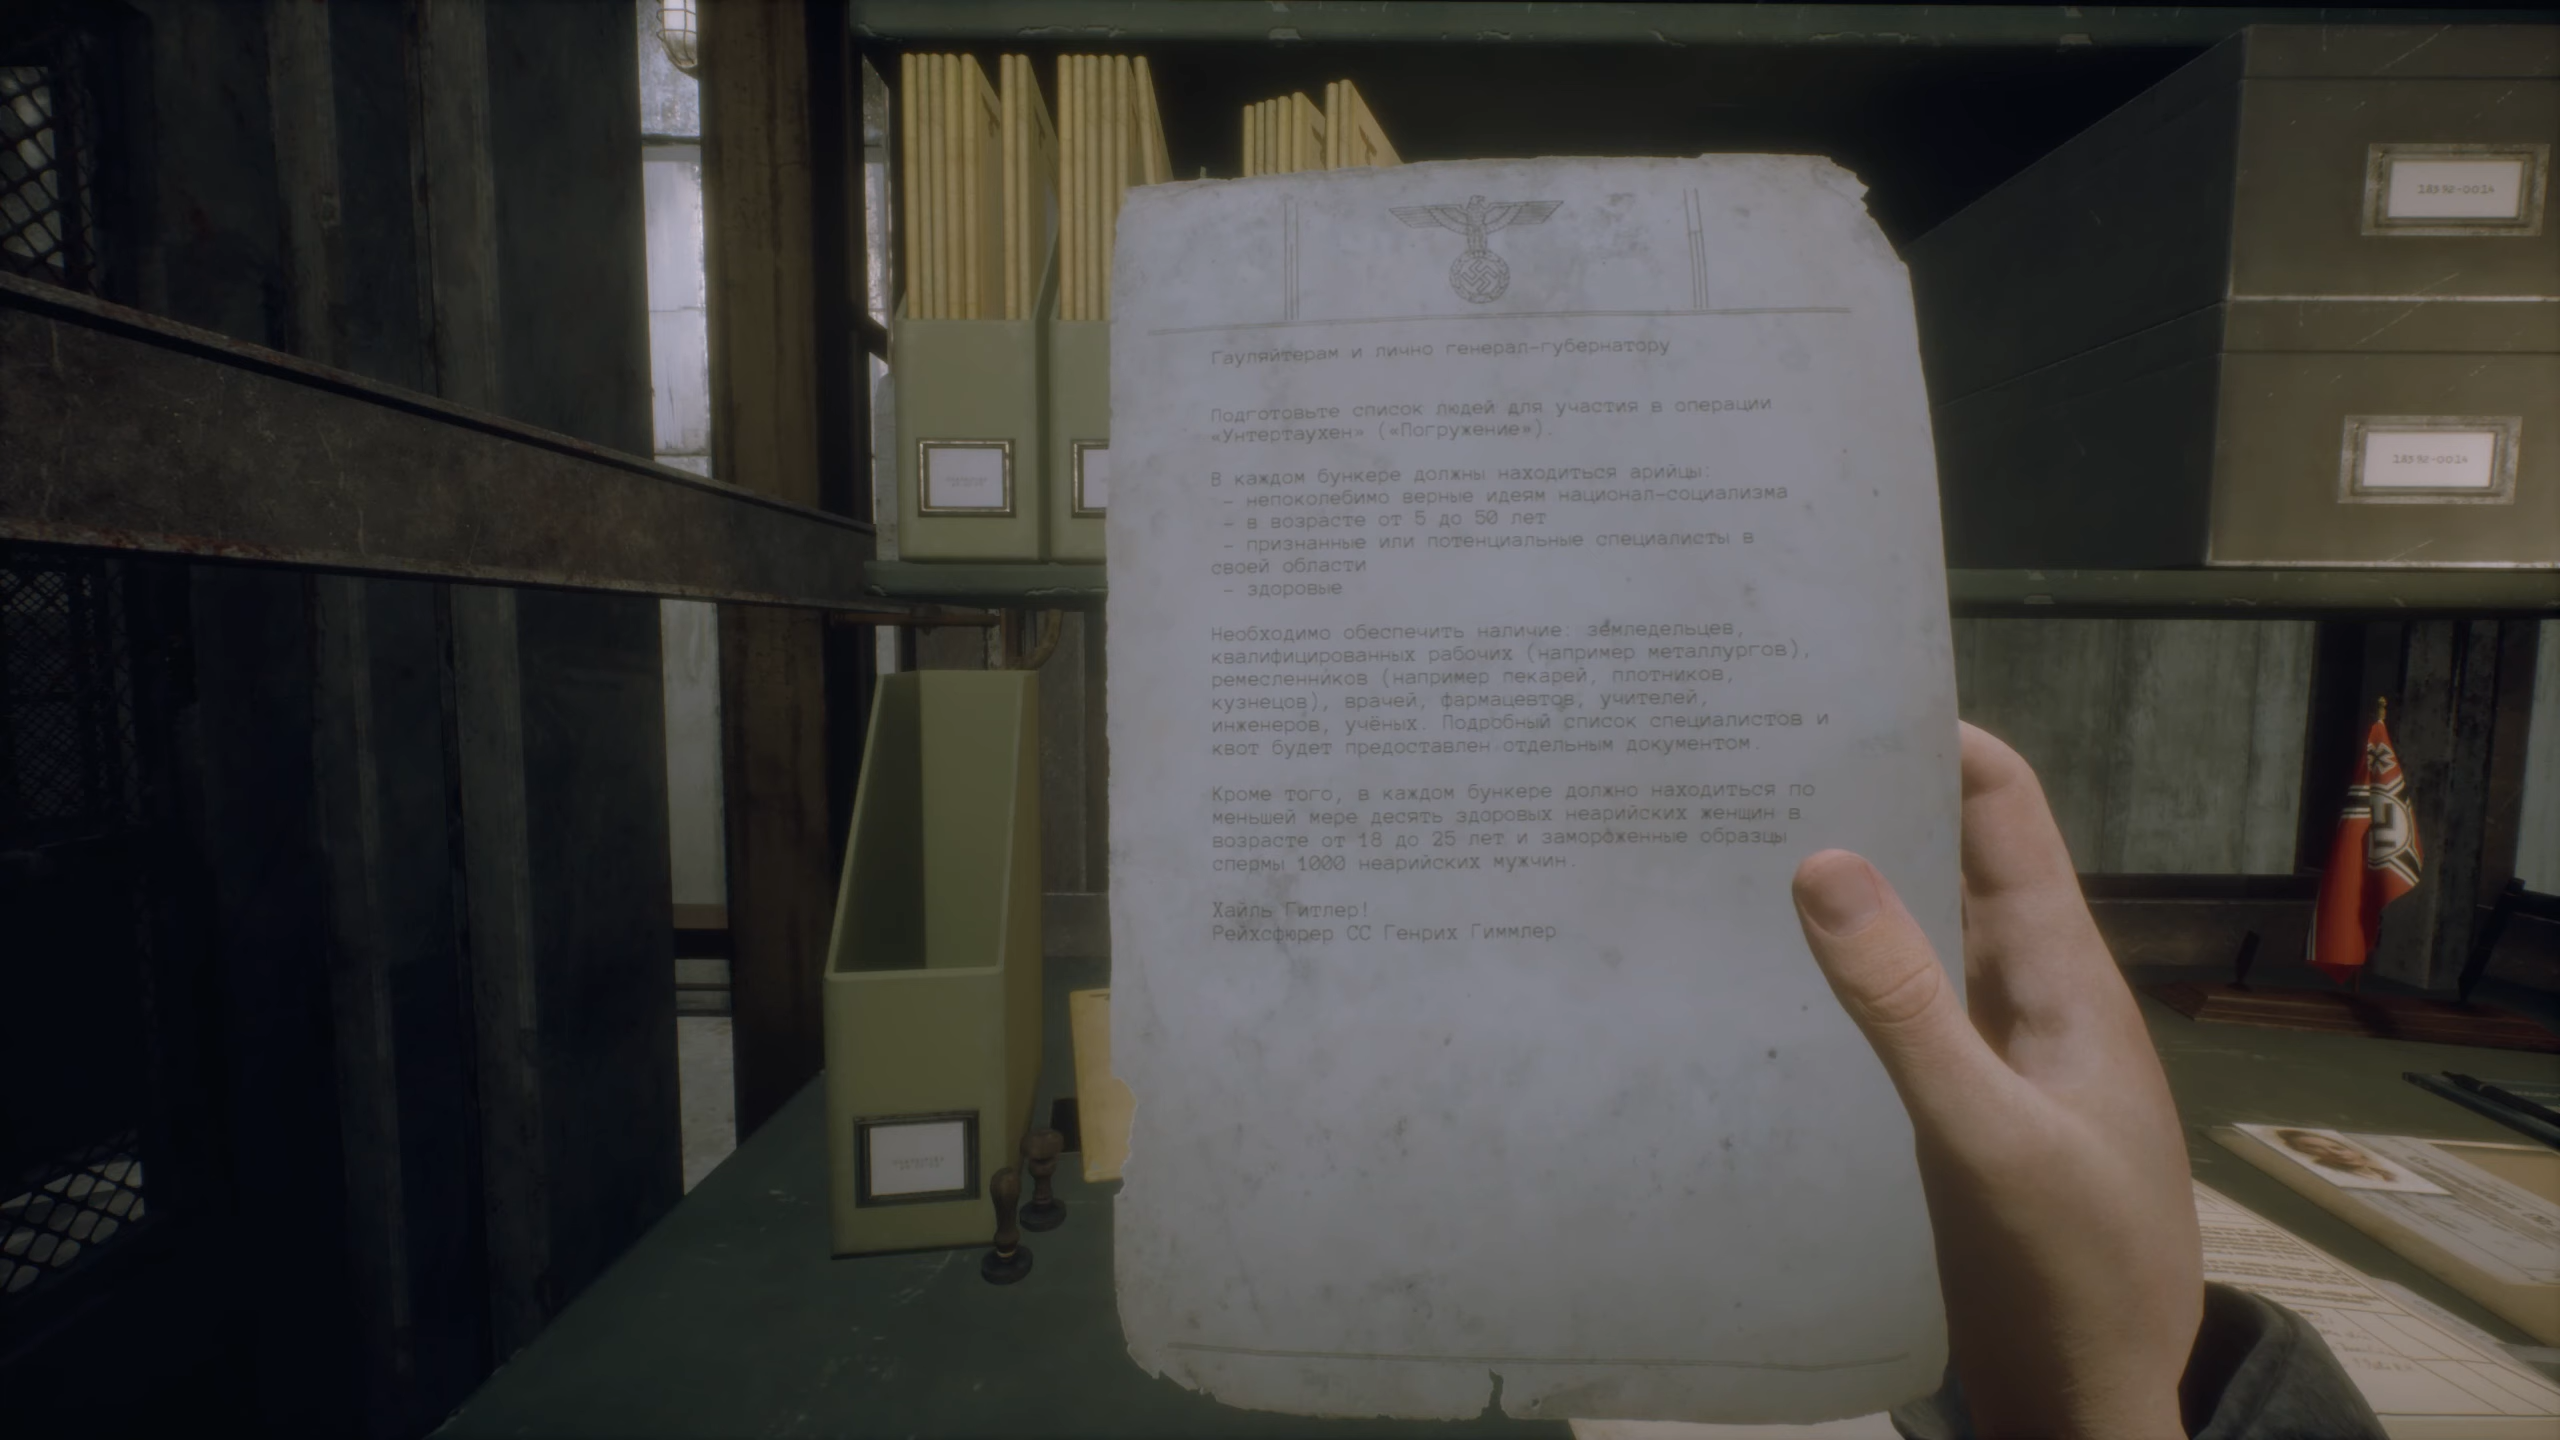 Гауляйтерам и лично генерал-губернатору
Подготовьте список людей для участия в операции
«Унтертаухен» («Погружение»).
В каждом бункере должны находиться арийцы:
- непоколебимо верные идеям национал-социализма
- в возрасте от 5 до 50 лет
- признанные или потенциальные специалисты в
своей области
- здоровые
Необходимо обеспечить наличие: земледельцев,
квалифицированных рабочих (например металлургов),
ремесленников (например пекарей, плотников,
кузнецов), врачей, фармацевтов, учителей,
инженеров, учёных. Подробный список специалистов и
квот будет предоставлен отдельным документом.
Кроме того, в каждом бункере должно находиться по
меньшей мере десять здоровых неарийских женщин в
возрасте от 18 до 25 лет и замороженные образцы
спермы 1000 неарийских мужчин.
Хайль Гитлер!
Рейхсфюрер СС Генрих Гиммлер